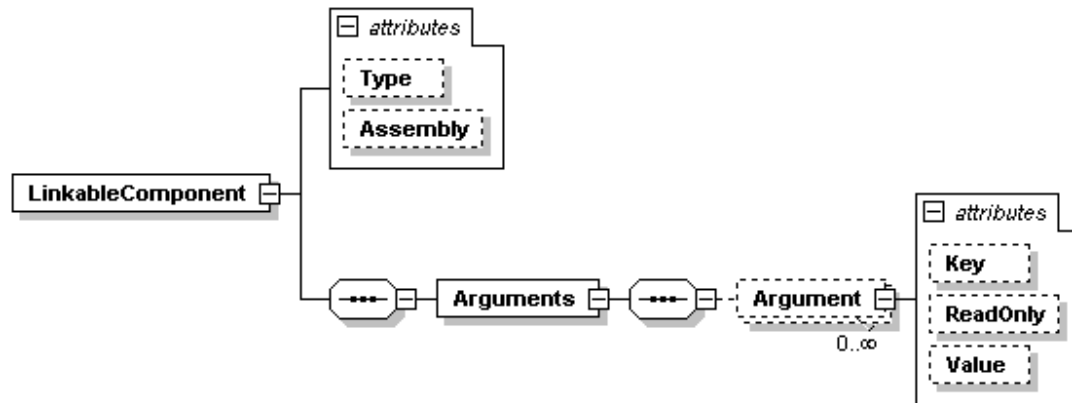 attributes
Type
Assembly
LinkableComponent
Arguments
Argument
0..∞
attributes
Key
ReadOnly
Value